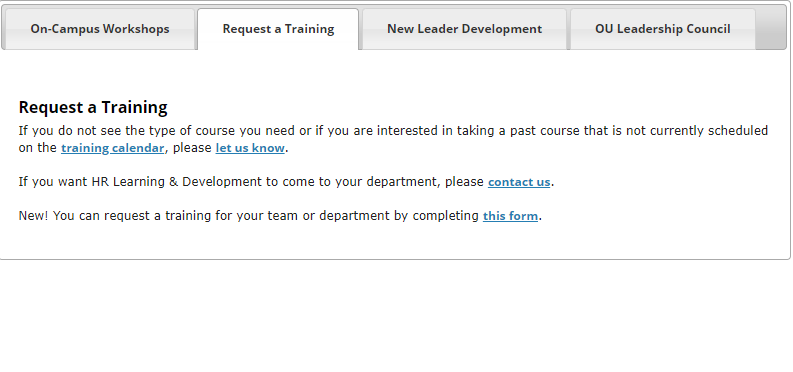 On-Campus Workshops
Request a Training
New Leader Development
OU Leadership Council
Request a Training
If you do not see the type of course you need or if you are interested in taking a past course that is not currently scheduled
on the training calendar, please let us know.
If you want HR Learning & Development to come to your department, please contact us.
New! You can request a training for your team or department by completing this form.